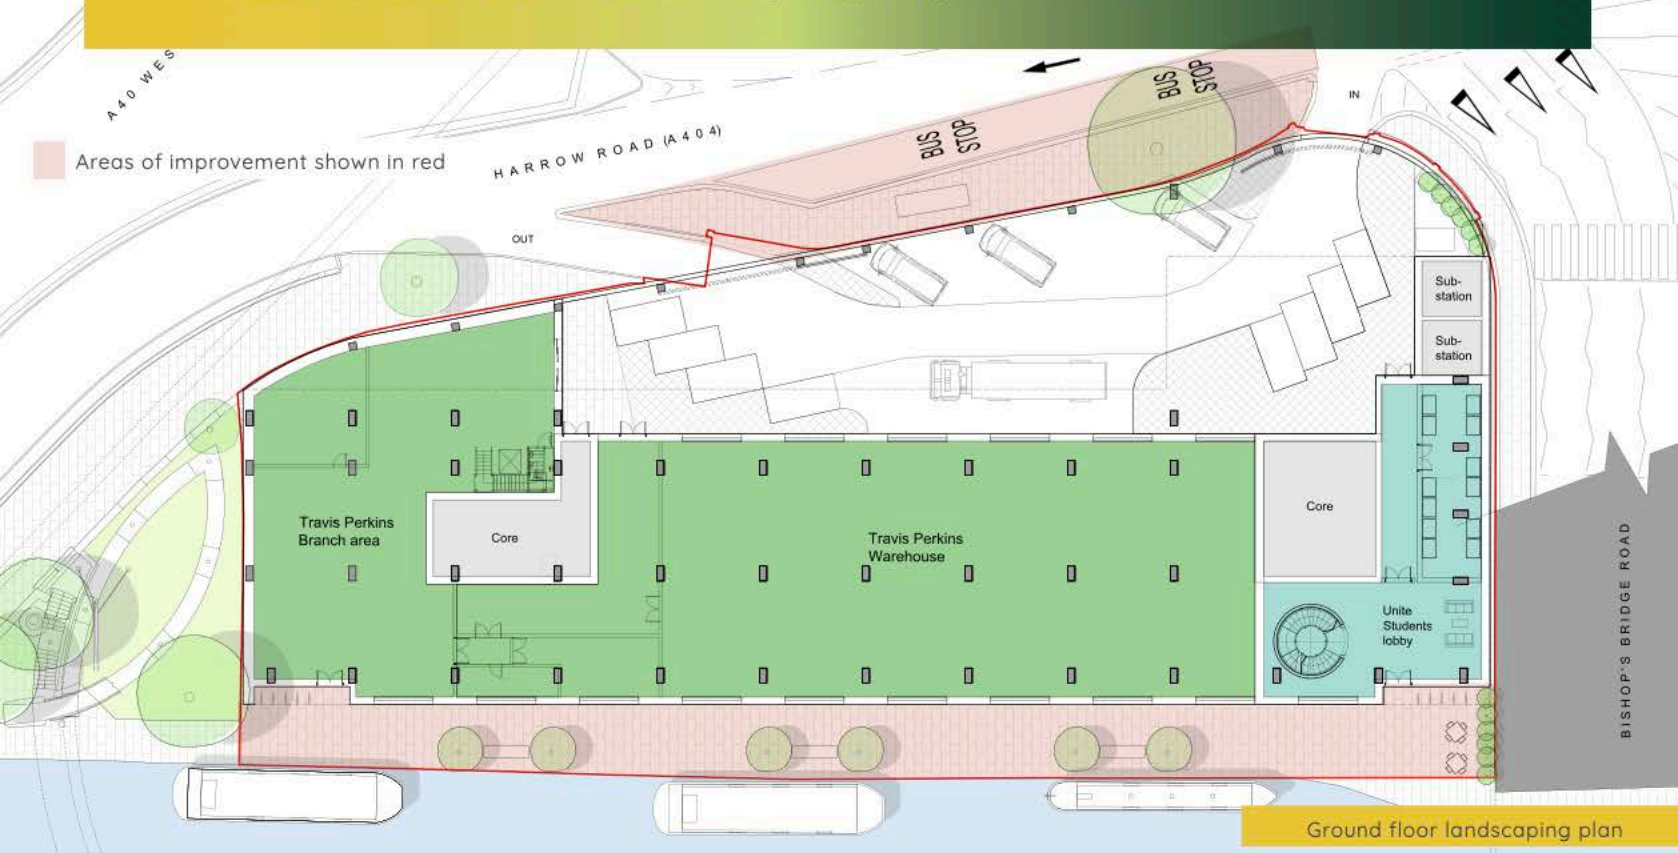 A40 WES
BUS
STOP
IN
BUS
STOP
HARROW ROAD (A404)
Areas of improvement shown in red
OUT
Sub-
station
Sub-
station
Core
Travis Perkins
Branch area
Core
Travis Perkins
Warehouse
Unite
Students
lobby
BISHOP'S BRIDGE ROAD
Ground floor landscaping plan